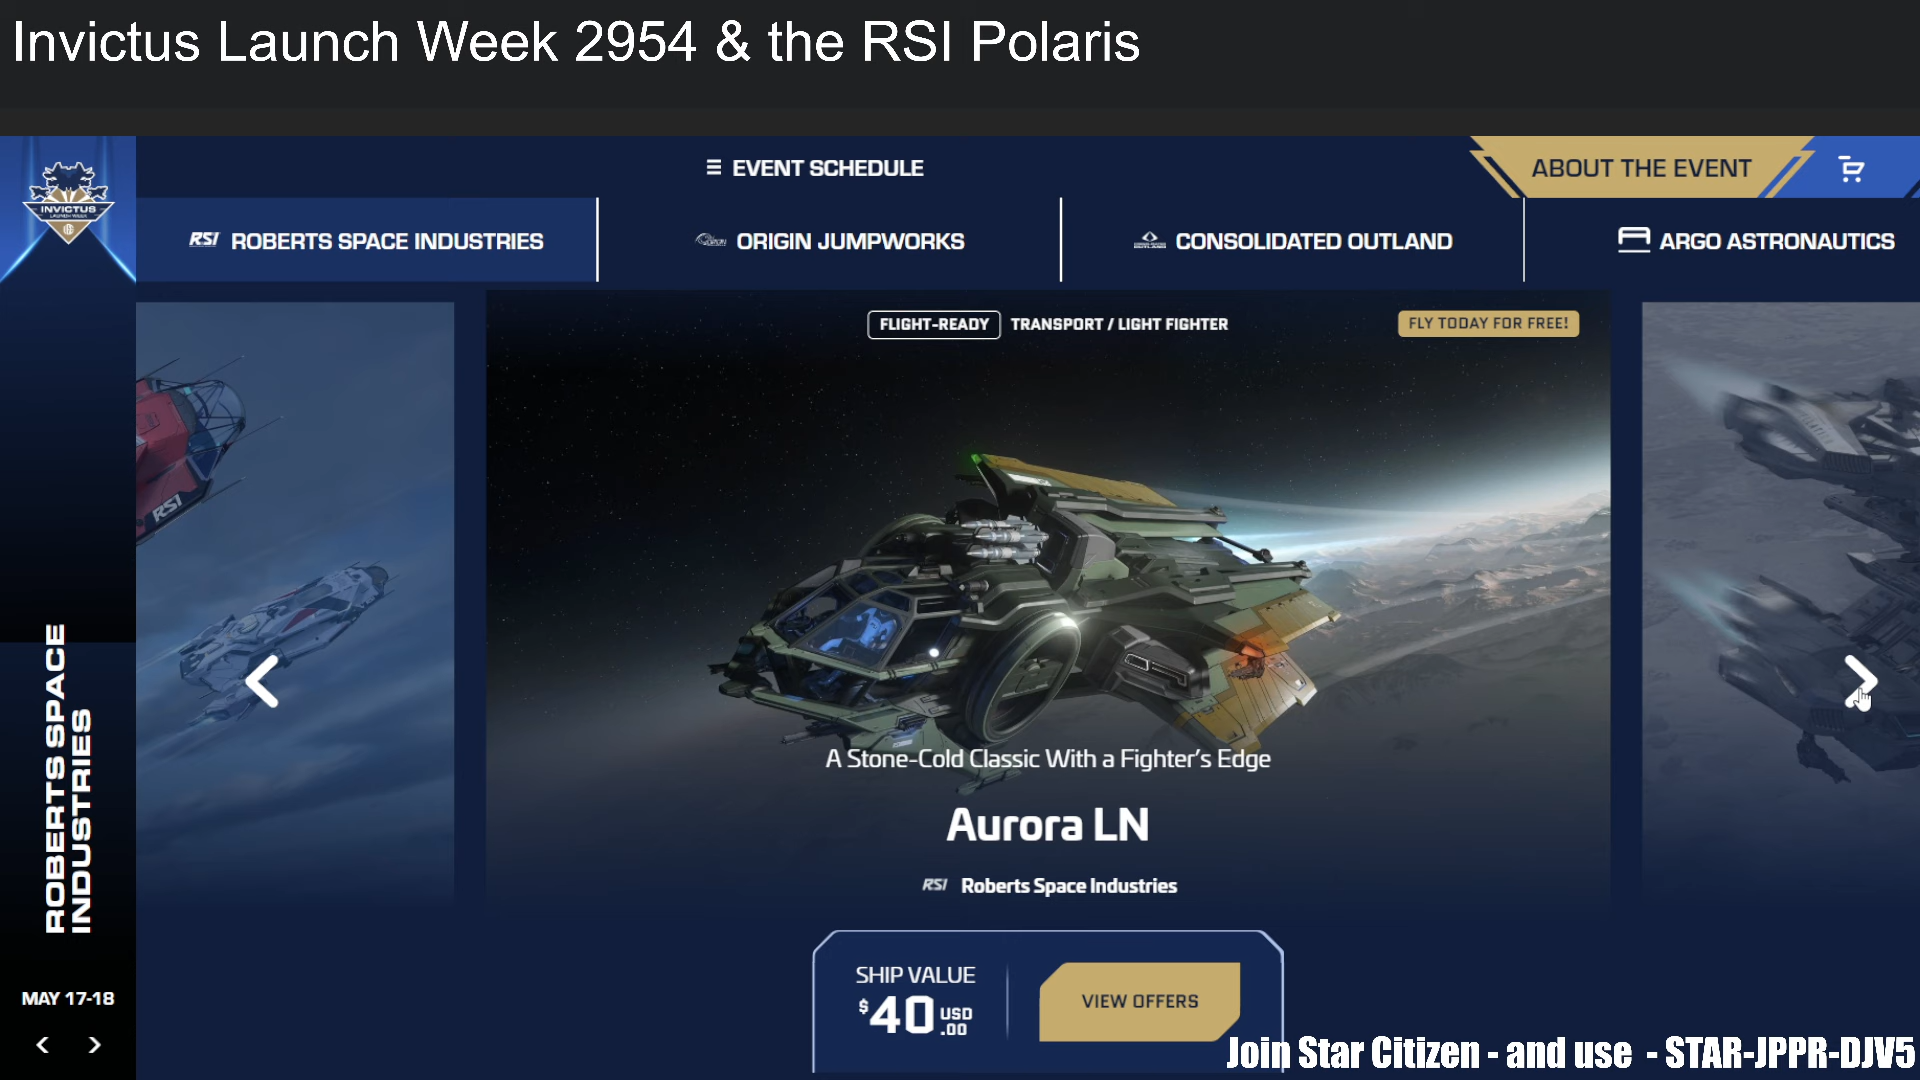 Invictus Launch Week 2954 & the RSI Polaris
INVICTUS
LAUNCH WEEK
EVENT SCHEDULE
ABOUT THE EVENT
RSI ROBERTS SPACE INDUSTRIES
ORIGIN JUMPWORKS
CONSOLIDATED OUTLAND
ARGO ASTRONAUTICS
FLIGHT-READY TRANSPORT / LIGHT FIGHTER
FLY TODAY FOR FREE!
RSI
A Stone-Cold Classic With a Fighter's Edge
Aurora LN
RSI Roberts Space Industries
ROBERTS SPACE
INDUSTRIES
MAY 17-18
SHIP VALUE
$40 USD .00
VIEW OFFERS
Join Star Citizen - and use - STAR-JPPR-DJV5